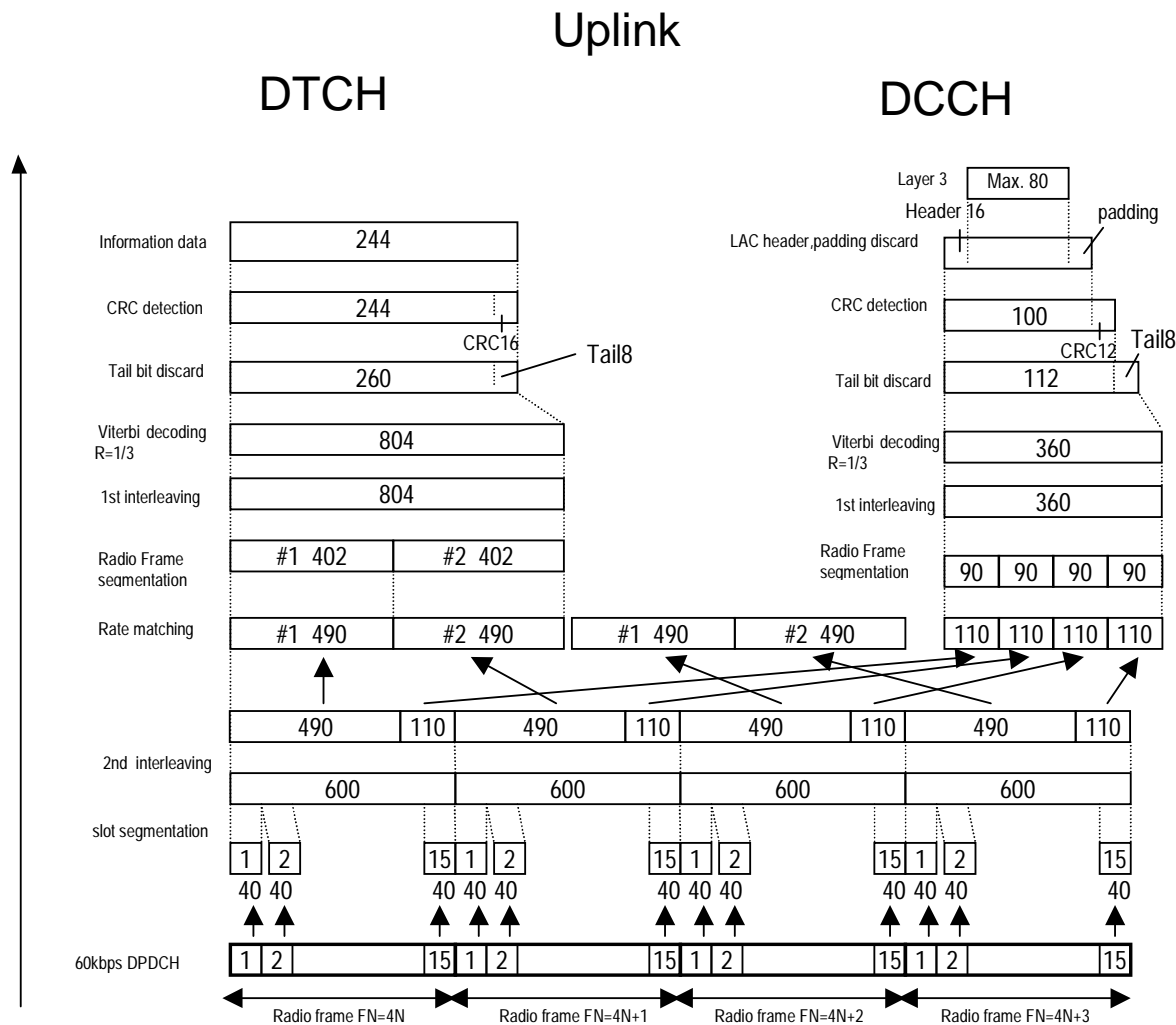 Uplink
DTCH DCCH
Layer 3 Max. 80
Header 16 padding
Information data 244 LAC header,padding discard
CRC detection 244 CRC detection 100
CRC16 Tail8 CRC12 Tail8
Tail bit discard 260 Tail bit discard 112
Viterbi decoding R=1/3 804 Viterbi decoding R=1/3 360
1st interleaving 804 1st interleaving 360
Radio Frame segmentation #1 402 #2 402 Radio Frame segmentation 90 90 90 90
Rate matching #1 490 #2 490 #1 490 #2 490 110 110 110 110
490 110 490 110 490 110 490 110
2nd interleaving
600 600 600 600
slot segmentation
1 2 15 1 2 15 1 2 15 1 2 15
40 40 40 40 40 40 40 40 40 40 40 40
60kbps DPDCH 1 2 15 1 2 15 1 2 15 1 2 15
Radio frame FN=4N Radio frame FN=4N+1 Radio frame FN=4N+2 Radio frame FN=4N+3